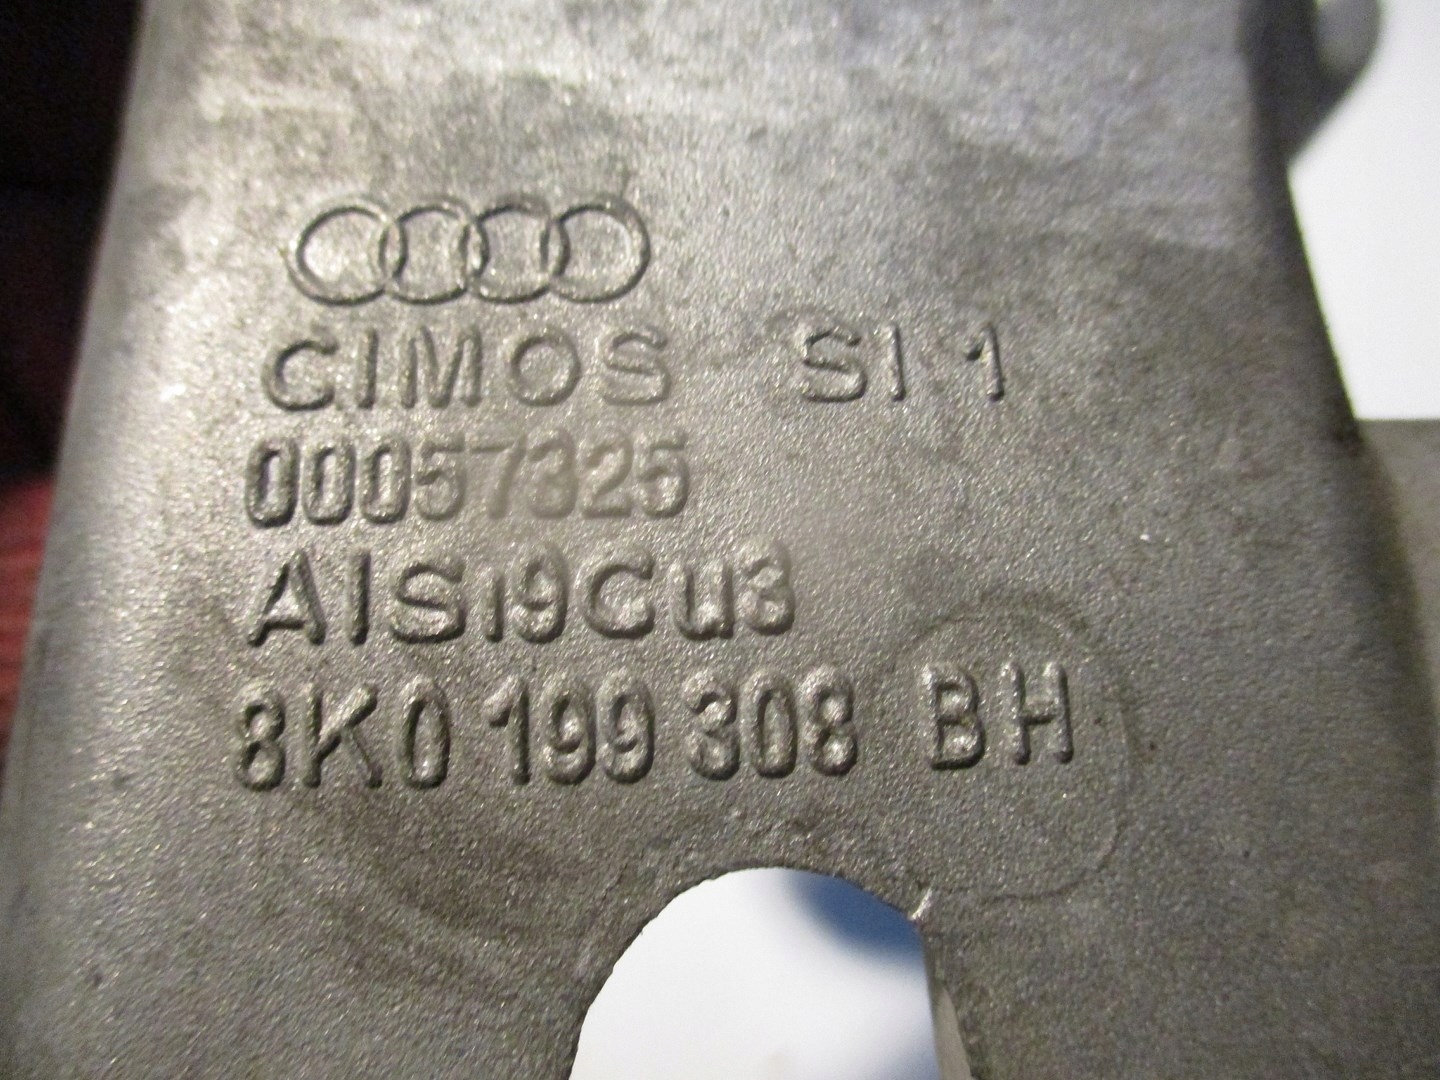 CIMOS SI 1
00057325
AlSi9Cu3
8K0 199 308 BH